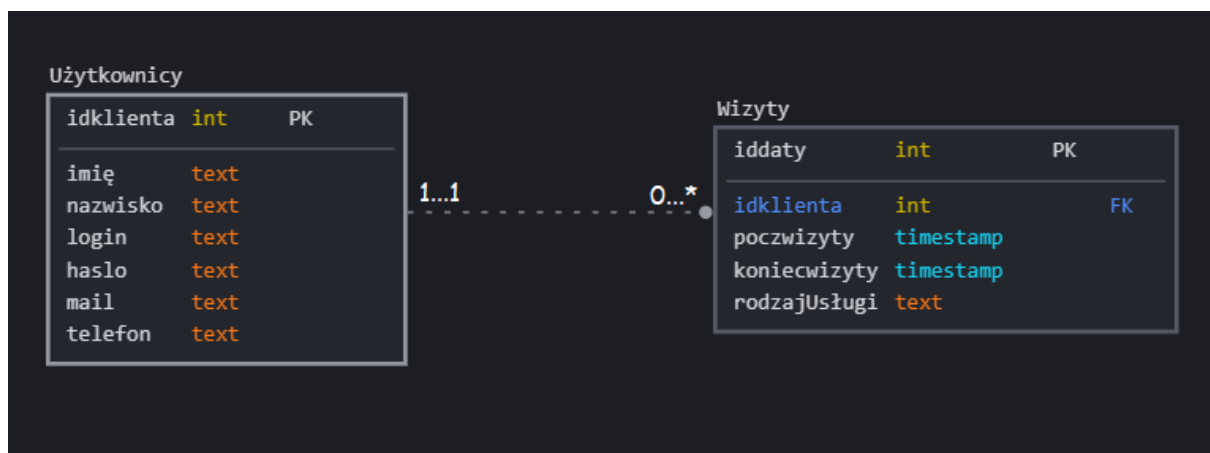 Użytkownicy
idklienta int PK
imię text
nazwisko text
login text
haslo text
mail text
telefon text
1...1
0...*
Wizyty
iddaty int PK
idklienta int FK
poczwizyty timestamp
koniecwizyty timestamp
rodzajUsługi text